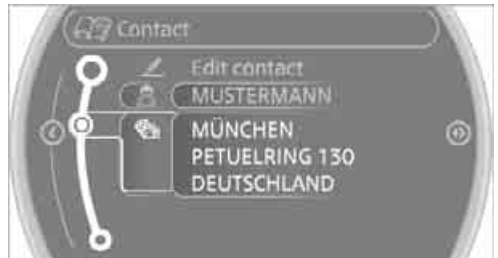 Contact
Edit contact
MUSTERMANN
MÜNCHEN
PETUELRING 130
DEUTSCHLAND